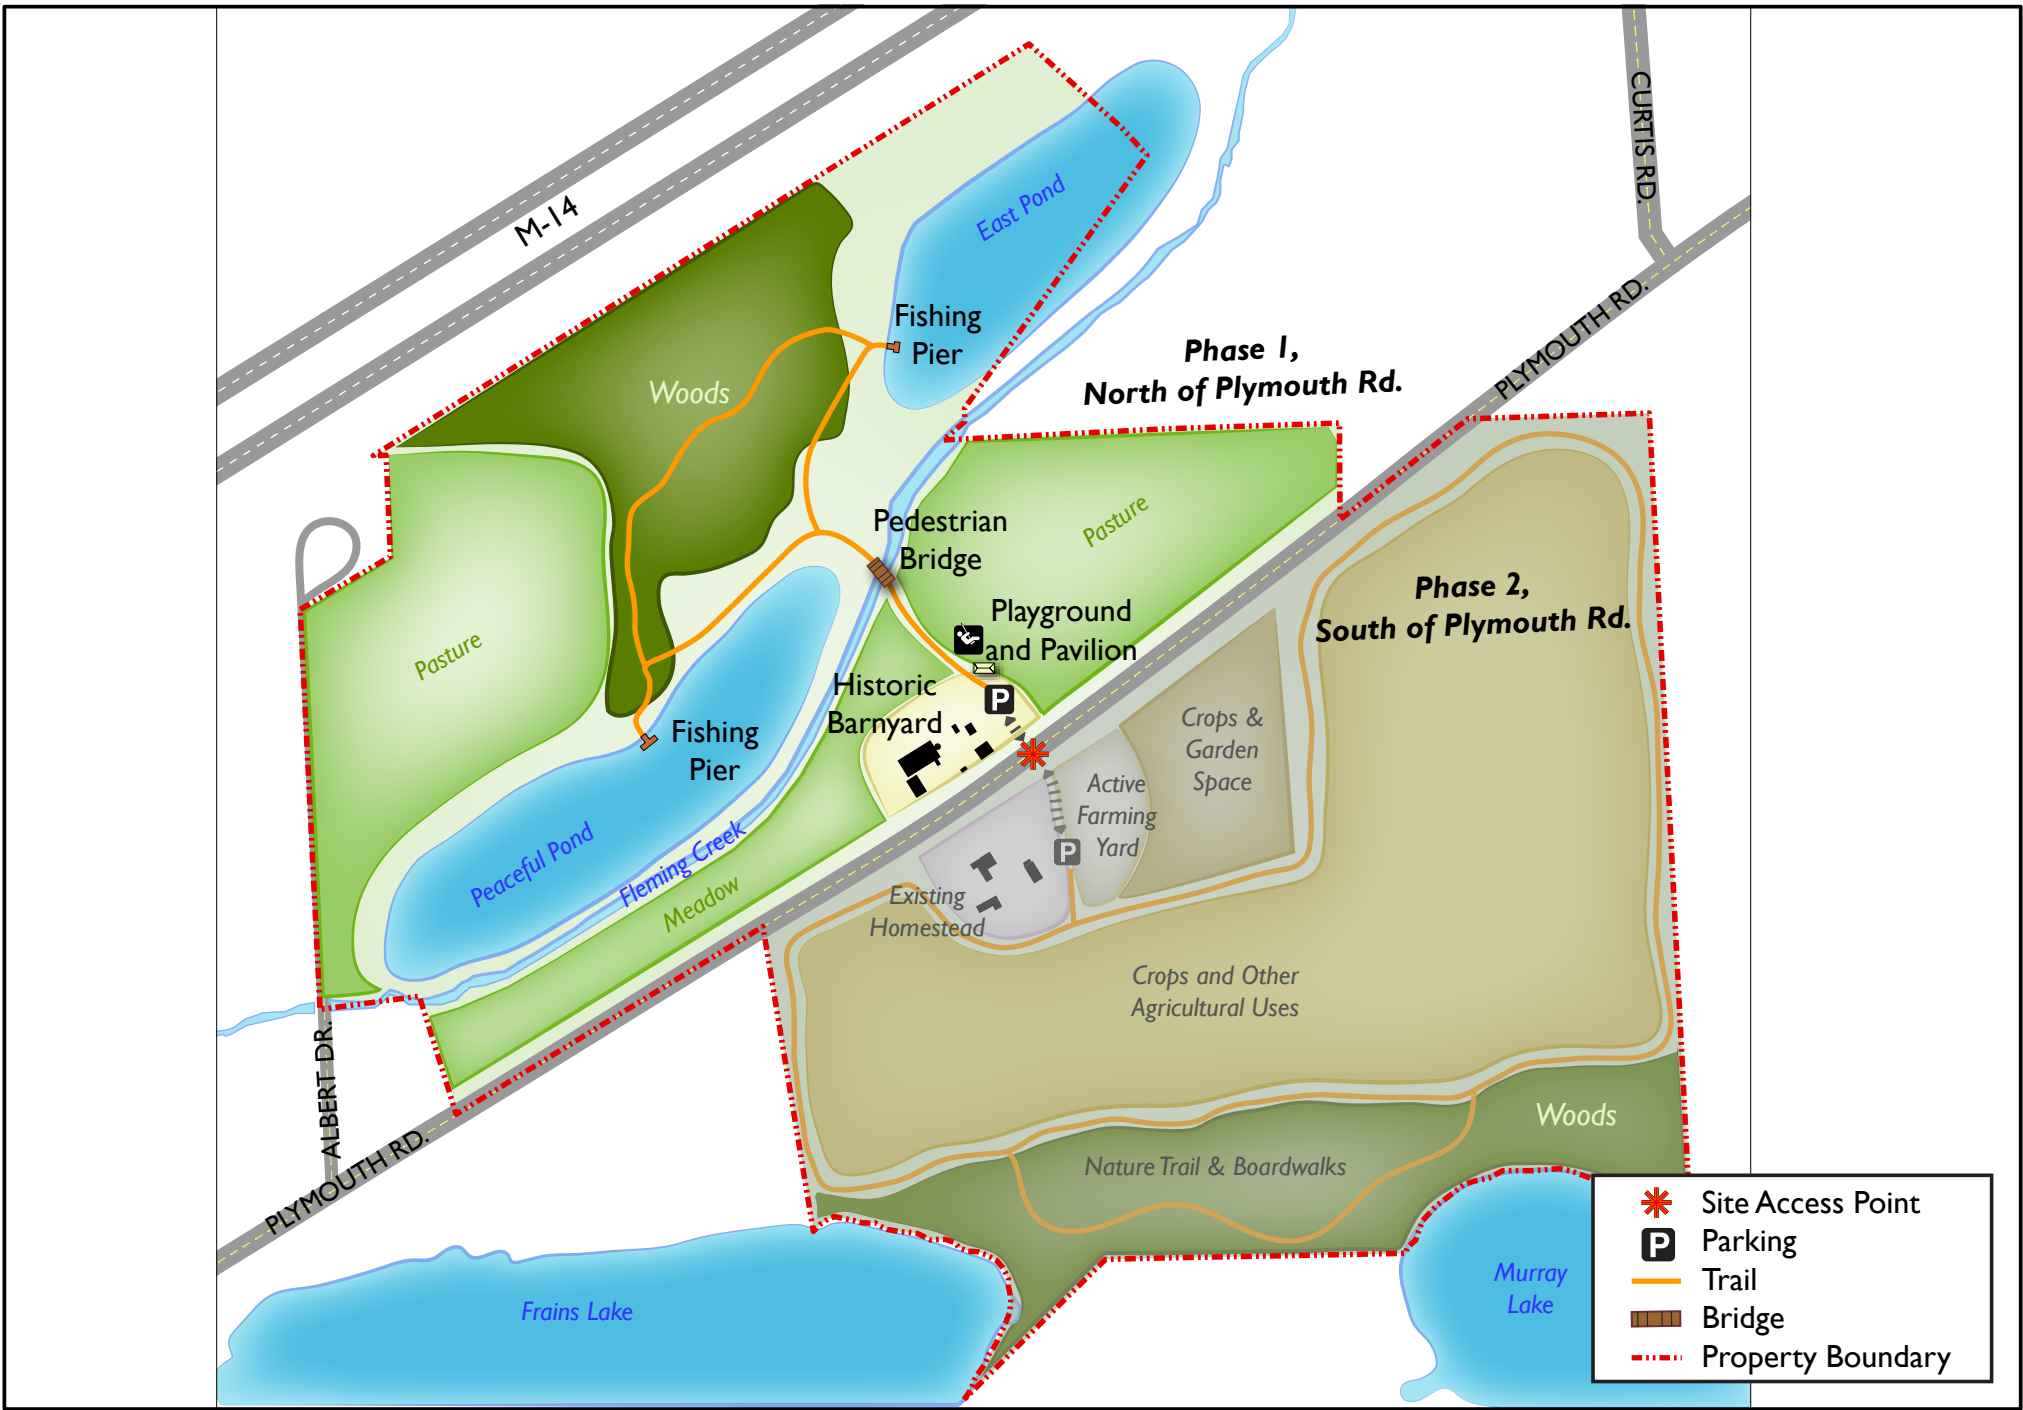 M-14
CURTIS RD.
East Pond
Fishing
Pier
Phase 1,
North of Plymouth Rd.
PLYMOUTH RD.
Woods
Pedestrian
Bridge
Pasture
Phase 2,
South of Plymouth Rd.
Playground
and Pavilion
Pasture
Historic
Barnyard
P
Fishing
Pier
Crops &
Garden
Space
Active
Farming
Yard
P
Peaceful Pond
Fleming Creek
Meadow
Existing
Homestead
Crops and Other
Agricultural Uses
ALBERT DR.
PLYMOUTH RD.
Woods
Nature Trail & Boardwalks
Frains Lake
Murray
Lake
Site Access Point
P Parking
Trail
Bridge
Property Boundary